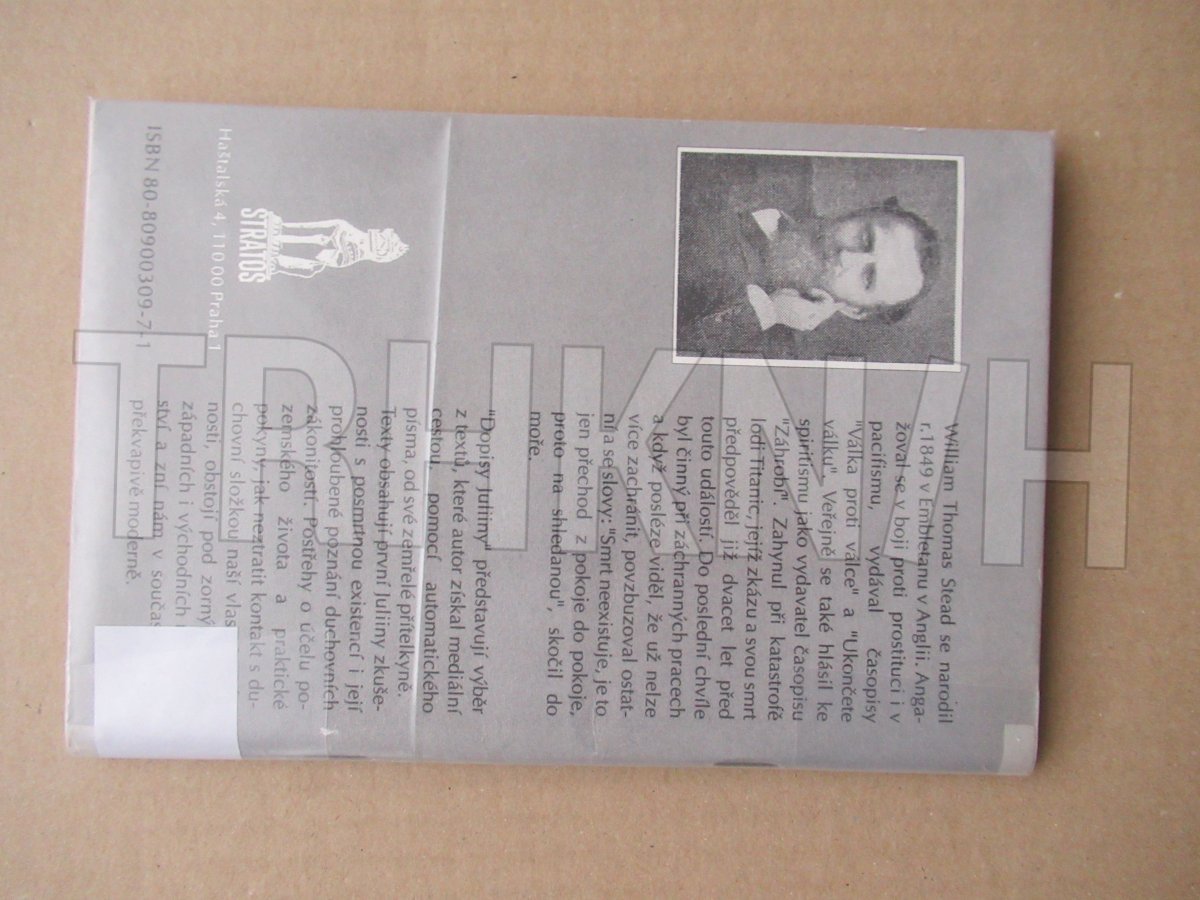 William Thomas Stead se narodil
r.1849 v Embletanu v Anglii. Anga-
žoval se v boji proti prostituci i v
pacifismu, vydával časopisy
"Válka proti válce" a "Ukončete
válku". Veřejně se také hlásil ke
spiritismu jako vydavatel časopisu
"Záhrobí". Zahynul při katastrofě
lodi Titanic, jejíž zkázu a svou smrt
předpověděl již dvacet let před
touto událostí. Do poslední chvíle
byl činný při záchranných pracech
a když posléze viděl, že už nelze
více zachránit, povzbuzoval ostat-
ní a se slovy: "Smrt neexistuje, je to
jen přechod z pokoje do pokoje,
proto na shledanou", skočil do
moře.
"Dopisy Juliiny" představují výběr
z textů, které autor získal mediální
cestou, pomocí automatického
písma, od své zemřelé přítelkyně.
Texty obsahují první Juliiny zkuše-
nosti s posmrtnou existencí i její
prohloubené poznání duchovních
zákonitostí. Postřehy o účelu po-
zemského života a praktické
pokyny, jak neztratit kontakt s du-
chovní složkou naší vlas
nosti, obstojí pod zorný
západních i východních
ství a zní nám v součas
překvapivě moderně.
STRATOS
Haštalská 4, 110 00 Praha 1
ISBN 80-80900309-7-1
TRIKNIH